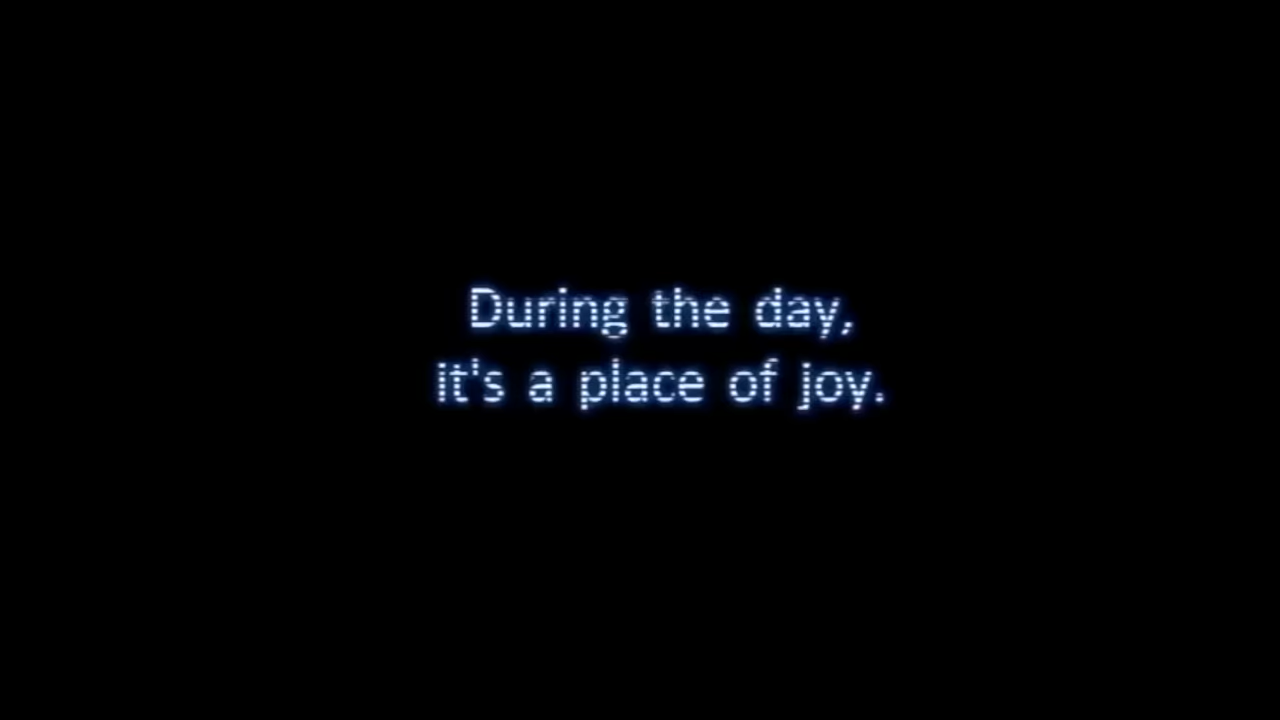 During the day,
it's a place of joy.